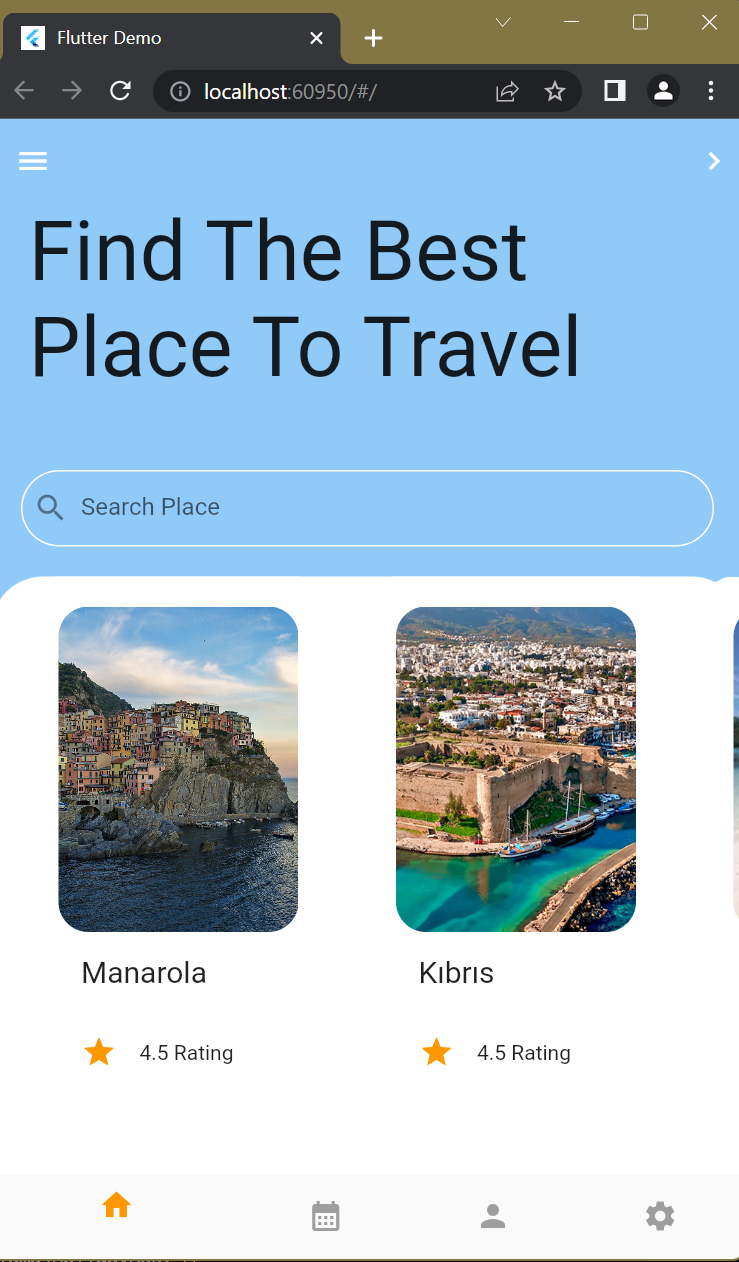 Flutter Demo
localhost:60950/#/
Find The Best
Place To Travel
Search Place
Manarola
Kıbrıs
4.5 Rating
4.5 Rating